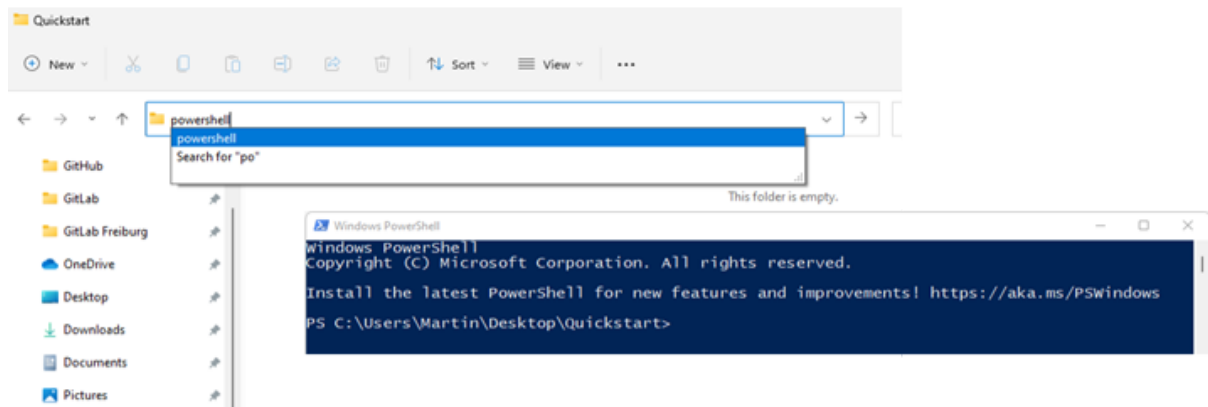 Quickstart
New Sort View ...
powershell
powershell
Search for "po"
GitHub
GitLab
GitLab Freiburg
OneDrive
Desktop
Downloads
Documents
Pictures
This folder is empty.
Windows PowerShell
Windows PowerShell
Copyright (C) Microsoft Corporation. All rights reserved.
Install the latest PowerShell for new features and improvements! https://aka.ms/PSWindows
PS C:\Users\Martin\Desktop\Quickstart>